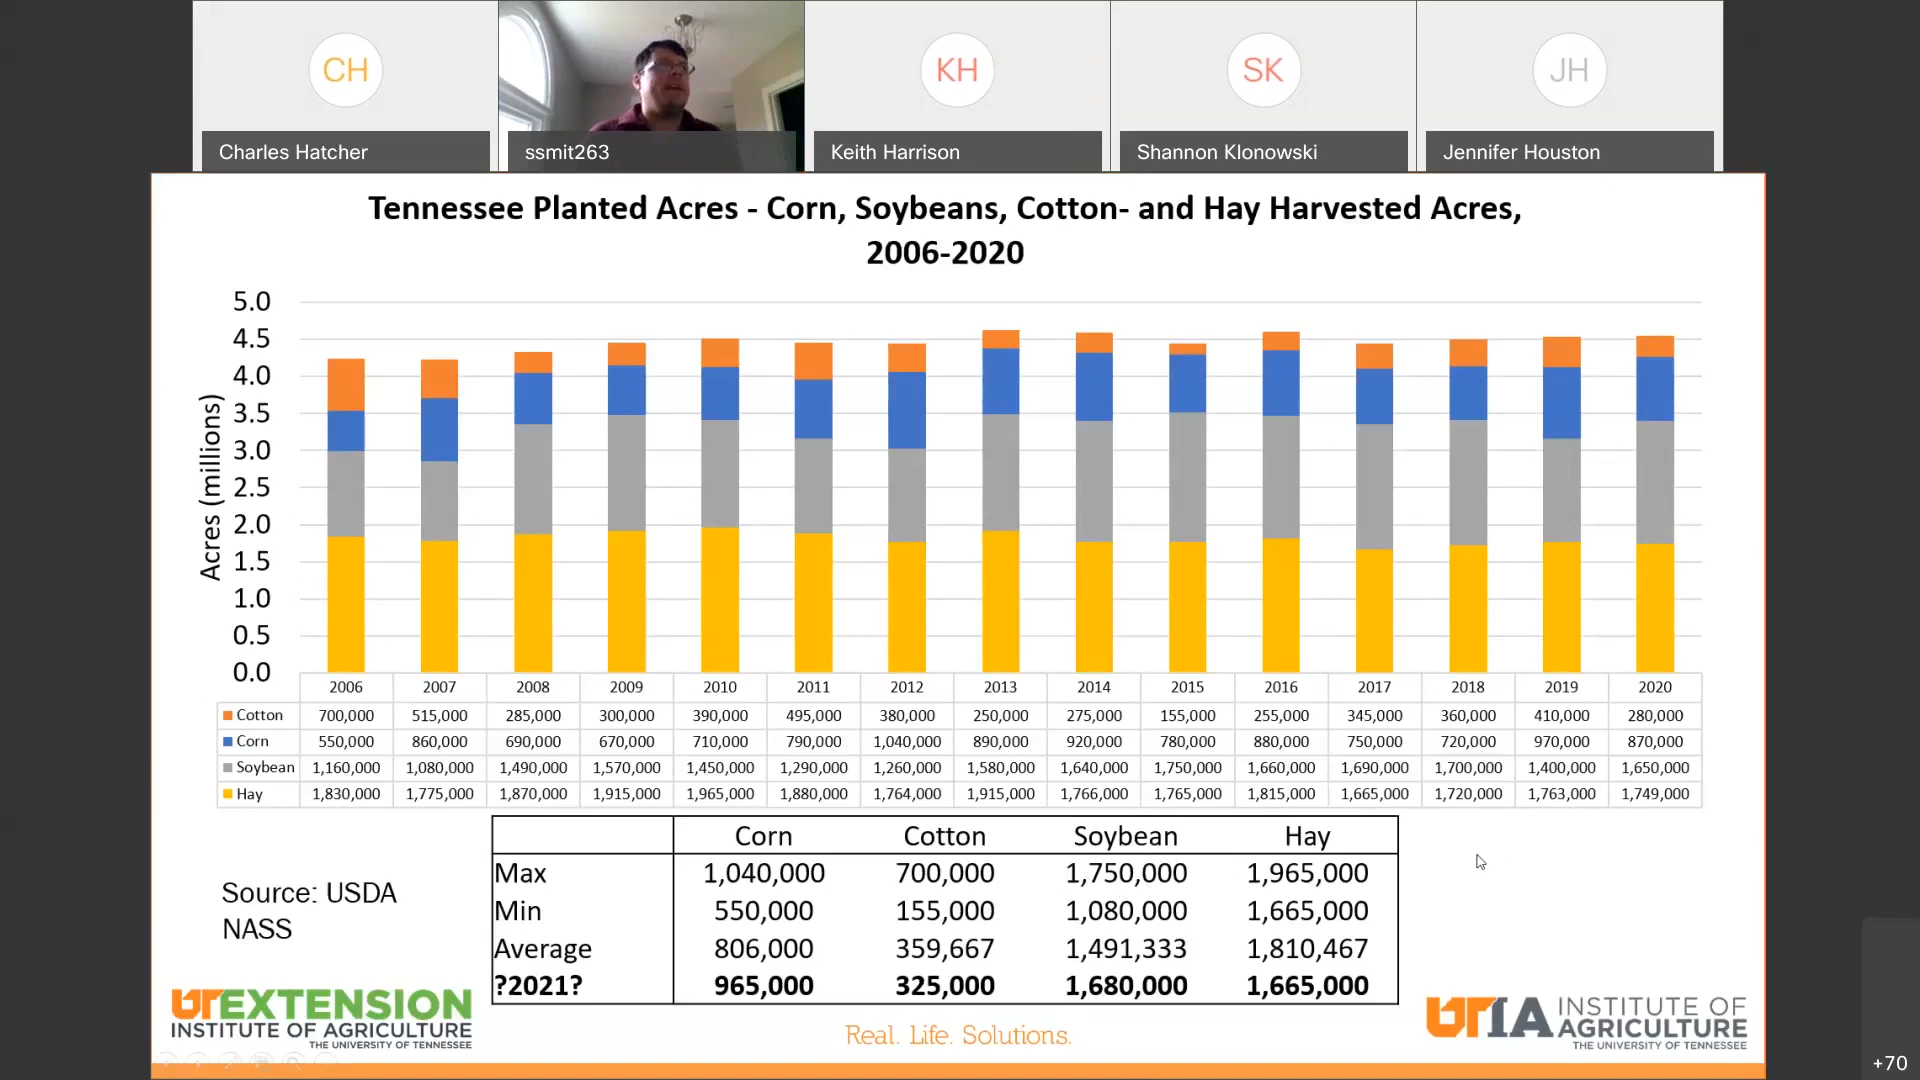 CH
KH
SK
JH
Charles Hatcher
ssmit263
Keith Harrison
Shannon Klonowski
Jennifer Houston
Tennessee Planted Acres - Corn, Soybeans, Cotton- and Hay Harvested Acres,
2006-2020
Acres (millions)
5.0
4.5
4.0
3.5
3.0
2.5
2.0
1.5
1.0
0.5
0.0
2006 2007 2008 2009 2010 2011 2012 2013 2014 2015 2016 2017 2018 2019 2020
Cotton 700,000 515,000 285,000 300,000 390,000 495,000 380,000 250,000 275,000 155,000 255,000 345,000 360,000 410,000 280,000
Corn 550,000 860,000 690,000 670,000 710,000 790,000 1,040,000 890,000 920,000 780,000 880,000 750,000 720,000 970,000 870,000
Soybean 1,160,000 1,080,000 1,490,000 1,570,000 1,450,000 1,290,000 1,260,000 1,580,000 1,640,000 1,750,000 1,660,000 1,690,000 1,700,000 1,400,000 1,650,000
Hay 1,830,000 1,775,000 1,870,000 1,915,000 1,965,000 1,880,000 1,764,000 1,915,000 1,766,000 1,765,000 1,815,000 1,665,000 1,720,000 1,763,000 1,749,000
Corn Cotton Soybean Hay
Max 1,040,000 700,000 1,750,000 1,965,000
Min 550,000 155,000 1,080,000 1,665,000
Average 806,000 359,667 1,491,333 1,810,467
?2021? 965,000 325,000 1,680,000 1,665,000
Source: USDA
NASS
UT EXTENSION
INSTITUTE OF AGRICULTURE
THE UNIVERSITY OF TENNESSEE
Real. Life. Solutions.
UTIA INSTITUTE OF
AGRICULTURE
THE UNIVERSITY OF TENNESSEE
+70